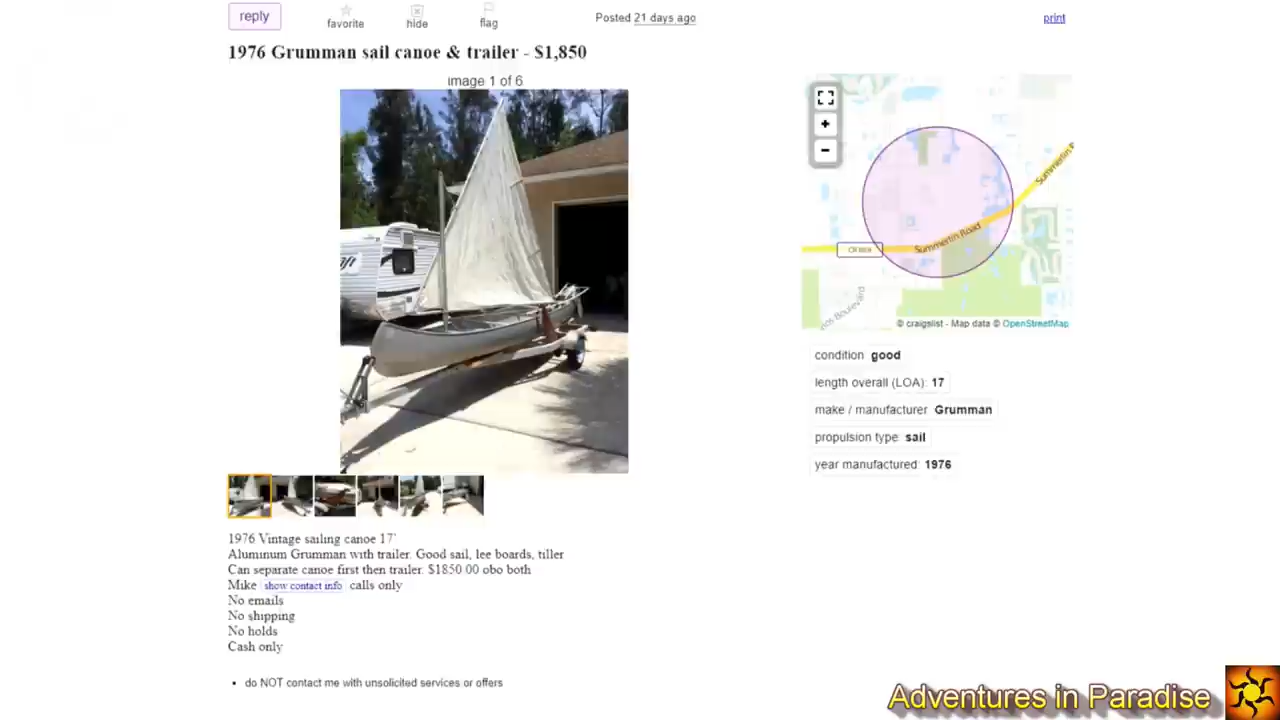 reply
favorite
hide
flag
Posted 21 days ago
print
1976 Grumman sail canoe & trailer - $1,850
image 1 of 6
+
−
Summerlin R
Summerlin Road
© craigslist - Map data © OpenStreetMap
condition good
length overall (LOA): 17
make / manufacturer Grumman
propulsion type: sail
year manufactured: 1976
1976 Vintage sailing canoe 17'
Aluminum Grumman with trailer. Good sail, lee boards, tiller
Can separate canoe first then trailer. $1850.00 obo both
Mike show contact info calls only
No emails
No shipping
No holds
Cash only
• do NOT contact me with unsolicited services or offers
Adventures in Paradise